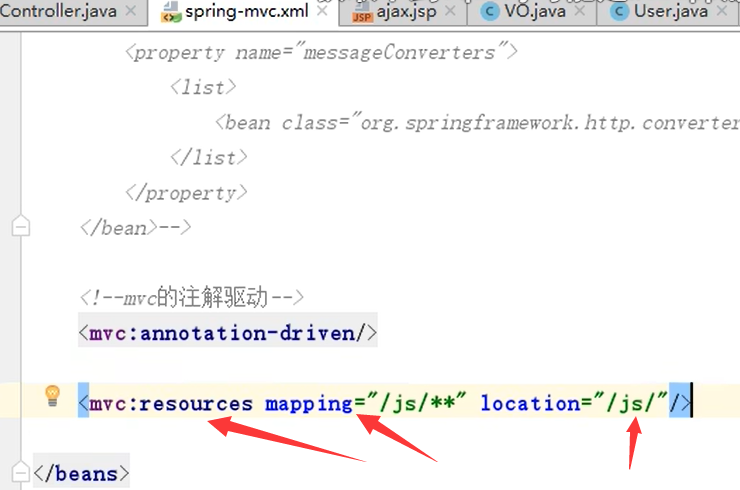 Controller.java × spring-mvc.xml × JSP ajax.jsp × C VO.java × C User.java ×
<property name="messageConverters">
<list>
<bean class="org.springframework.http.converter
</list>
</property>
</bean>-->
<!--mvc的注解驱动-->
<mvc:annotation-driven/>
<mvc:resources mapping="/js/**" location="/js/"/>
</beans>